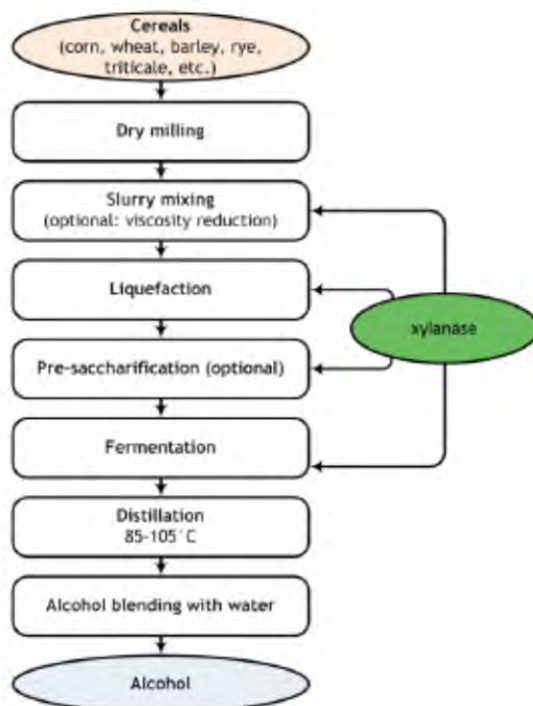 Cereals
(corn, wheat, barley, rye,
triticale, etc.)
Dry milling
Slurry mixing
(optional: viscosity reduction)
Liquefaction
xylanase
Pre-saccharification (optional)
Fermentation
Distillation
85-105˙C
Alcohol blending with water
Alcohol